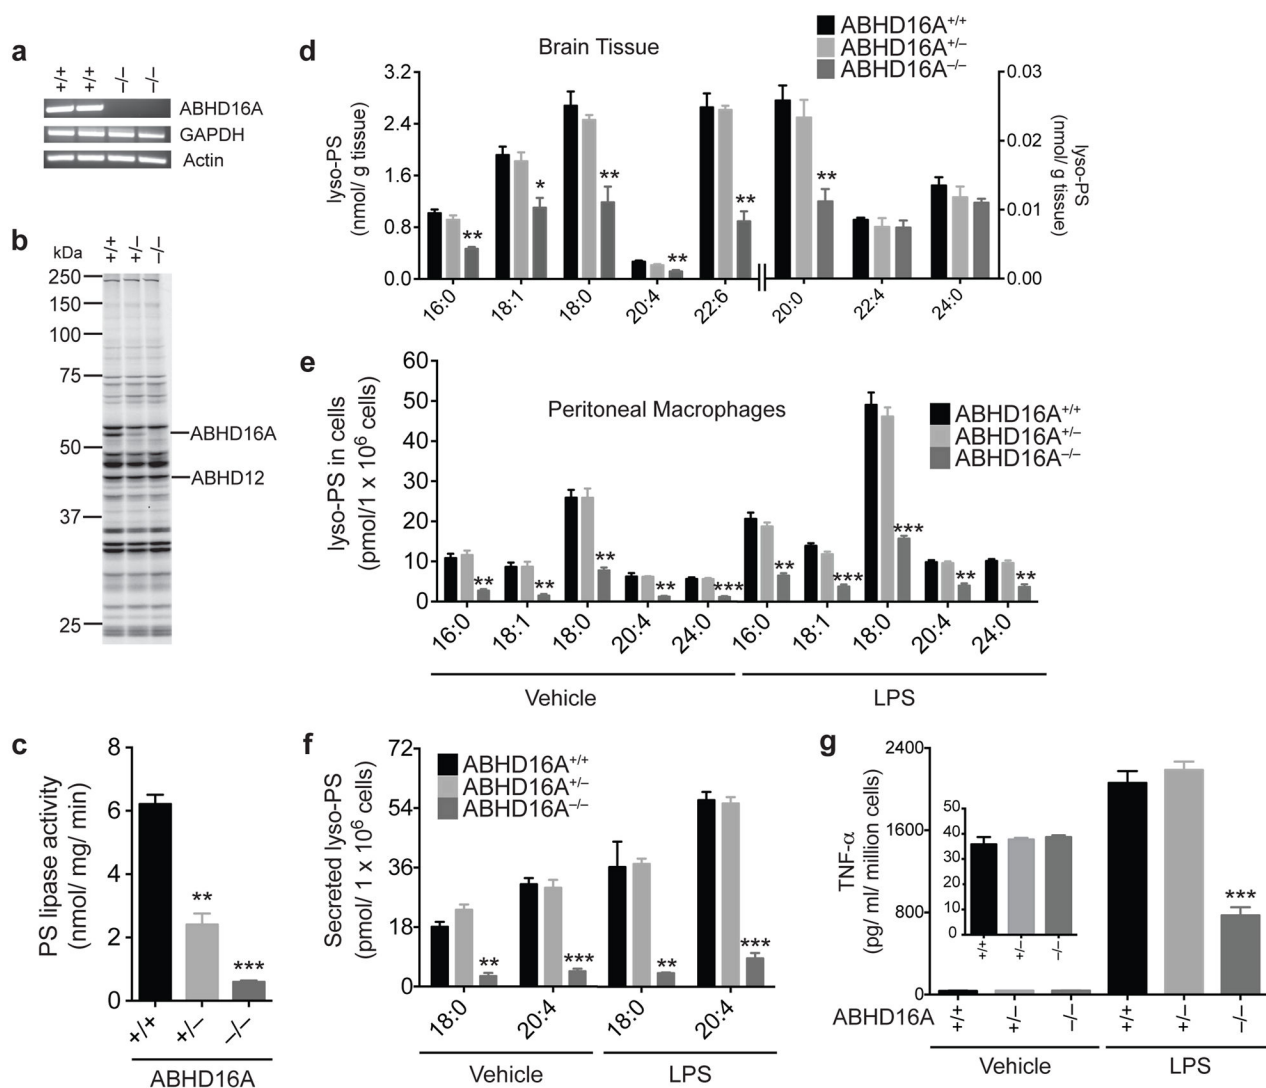 a
+/+ +/+ –/– –/–
ABHD16A
GAPDH
Actin
b
kDa
+/+ +/– –/–
250
150
100
75
50
37
25
ABHD16A
ABHD12
c
PS lipase activity
(nmol/ mg/ min)
8
6
4
2
0
**
***
+/+ +/– –/–
ABHD16A
d
Brain Tissue
ABHD16A+/+
ABHD16A+/–
ABHD16A–/–
lyso-PS
(nmol/ g tissue)
3.2
2.4
1.6
0.8
0.0
** * ** ** ** **
16:0 18:1 18:0 20:4 22:6 20:0 22:4 24:0
0.03
0.02
0.01
0.00
lyso-PS
(nmol/ g tissue)
e
Peritoneal Macrophages
ABHD16A+/+
ABHD16A+/–
ABHD16A–/–
lyso-PS in cells
(pmol/1 x 10⁶ cells)
60
50
40
30
20
10
0
** ** ** ** *** ** *** *** ** **
16:0 18:1 18:0 20:4 24:0 16:0 18:1 18:0 20:4 24:0
Vehicle LPS
f
ABHD16A+/+
ABHD16A+/–
ABHD16A–/–
Secreted lyso-PS
(pmol/ 1 x 10⁶ cells)
72
54
36
18
0
** *** ** ***
18:0 20:4 18:0 20:4
Vehicle LPS
g
TNF-α
(pg/ ml/ million cells)
2400
1600
800
0
50
40
30
20
10
0
+/+ +/– –/–
***
ABHD16A +/+ +/– –/– +/+ +/– –/–
Vehicle LPS